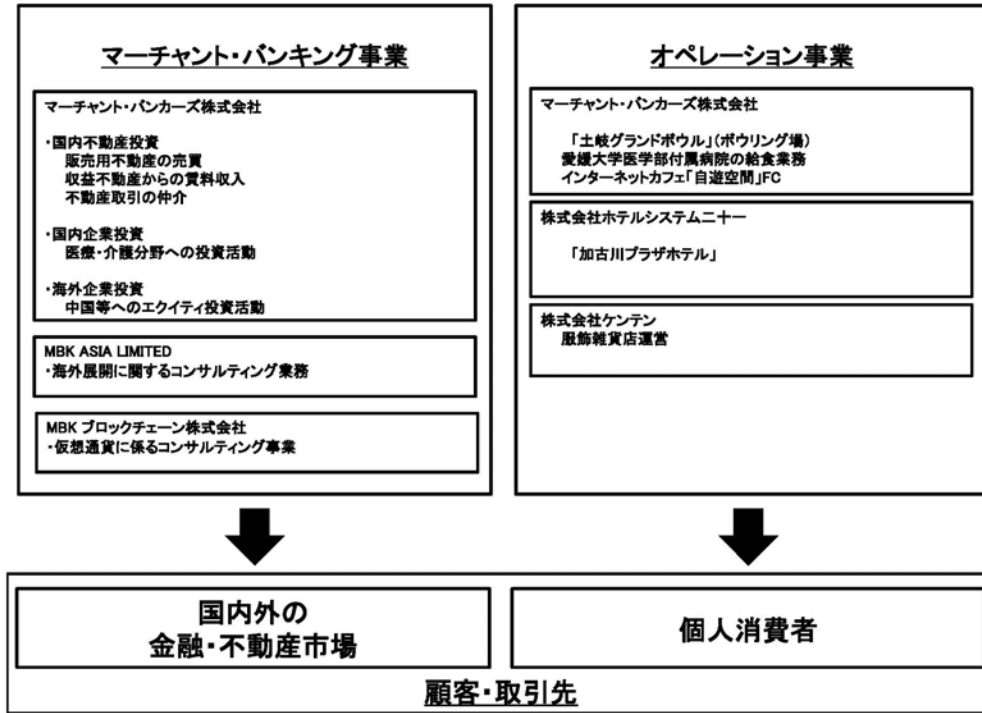 マーチャント・バンキング事業
マーチャント・バンカーズ株式会社
・国内不動産投資
販売用不動産の売買
収益不動産からの賃料収入
不動産取引の仲介
・国内企業投資
医療・介護分野への投資活動
・海外企業投資
中国等へのエクイティ投資活動
MBK ASIA LIMITED
・海外展開に関するコンサルティング業務
MBK ブロックチェーン株式会社
・仮想通貨に係るコンサルティング事業
オペレーション事業
マーチャント・バンカーズ株式会社
「土岐グランドボウル」(ボウリング場)
愛媛大学医学部付属病院の給食業務
インターネットカフェ「自遊空間」FC
株式会社ホテルシステム二十一
「加古川プラザホテル」
株式会社ケンテン
服飾雑貨店運営
国内外の
金融・不動産市場
個人消費者
顧客・取引先